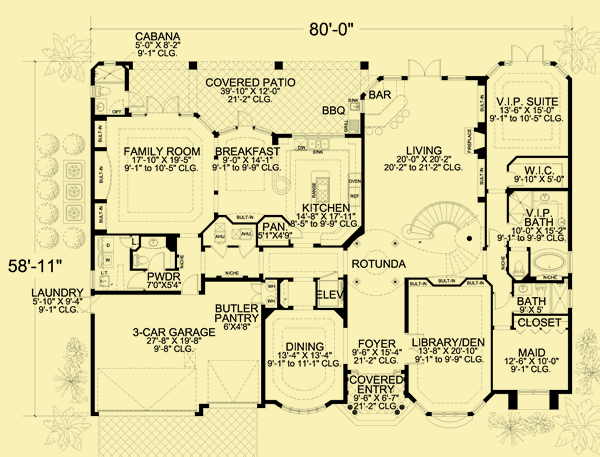 80'-0"
CABANA
5'-0" X 8'-2"
9'-1" CLG.
OPT
COVERED PATIO
39'-10" X 12'-0"
21'-2" CLG.
BBQ
SINK
GRILL
BAR
V.I.P. SUITE
13'-6" X 15'-0"
9'-1" to 10'-5" CLG.
BUILT-IN
BUILT-IN
BUILT-IN
FAMILY ROOM
17'-10" X 19'-5"
9'-1" to 10'-5" CLG.
BREAKFAST
9'-0" X 14'-1"
9'-1" to 9'-9" CLG.
DW
SINK
RANGE
OVEN
REF
LIVING
20'-0" X 20'-2"
20'-2" to 21'-2" CLG.
BUILT-IN
FIREPLACE
BUILT-IN
W.I.C.
9'-10" X 5'-0"
KITCHEN
14'-8" X 17'-11"
8'-5" to 9'-9" CLG.
BUILT-IN
PAN.
5'1"X4'9"
AHU
AHU
V.I.P.
BATH
10'-0" X 15'-2"
9'-1" to 9'-9" CLG.
58'-11"
D
W
L.T.
L
PWDR
7'0"X5'4"
NICHE
NICHE
ROTUNDA
NICHE
NICHE
LAUNDRY
5'-10" X 9'-4"
9'-1" CLG.
BUTLER
PANTRY
6'X4'8"
WH
WH
ELEV.
BUILT-IN
BUILT-IN
BATH
9' X 5'
CLOSET
3-CAR GARAGE
27'-8" X 19'-8"
9'-8" CLG.
DINING
13'-4" X 13'-4"
9'-1" to 11'-1" CLG.
FOYER
9'-6" X 15'-4"
21'-2" CLG.
LIBRARY/DEN
13'-8" X 20'-10"
9'-1" to 9'-9" CLG.
MAID
12'-6" X 10'-0"
9'-1" CLG.
COVERED
ENTRY
9'-6" X 6'-7"
21'-2" CLG.